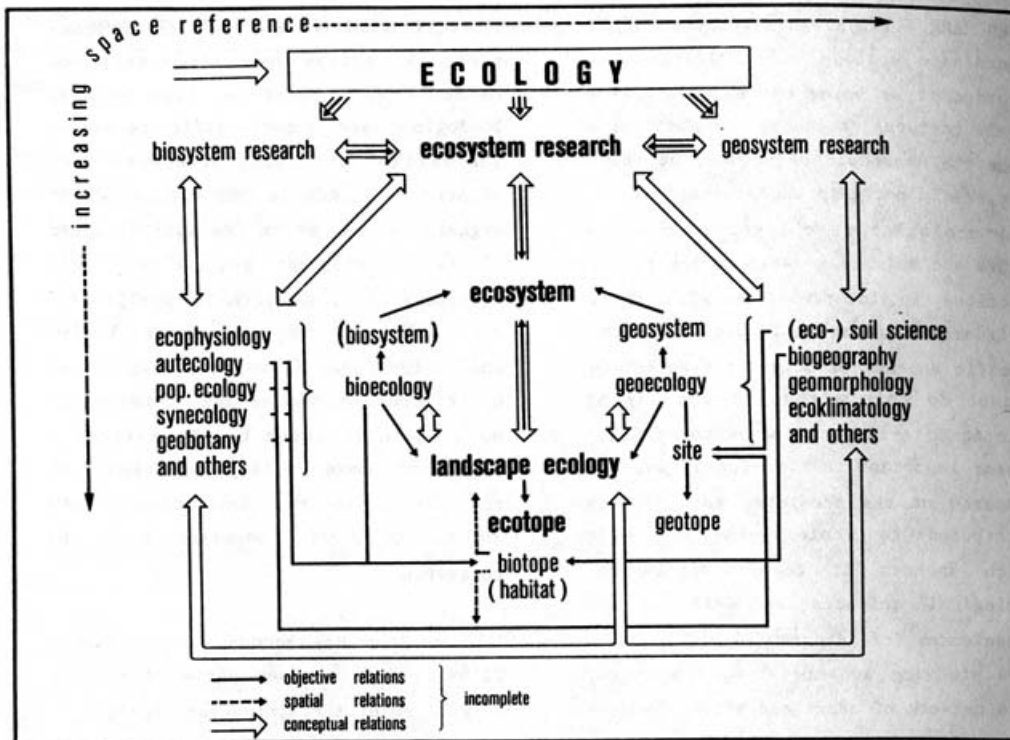 space reference
increasing
ECOLOGY
biosystem research
ecosystem research
geosystem research
ecosystem
ecophysiology
autecology
pop. ecology
synecology
geobotany
and others
(biosystem)
bioecology
geosystem
geoecology
(eco-) soil science
biogeography
geomorphology
ecoklimatology
and others
landscape ecology
site
ecotope
geotope
biotope
(habitat)
objective relations
spatial relations
conceptual relations
incomplete